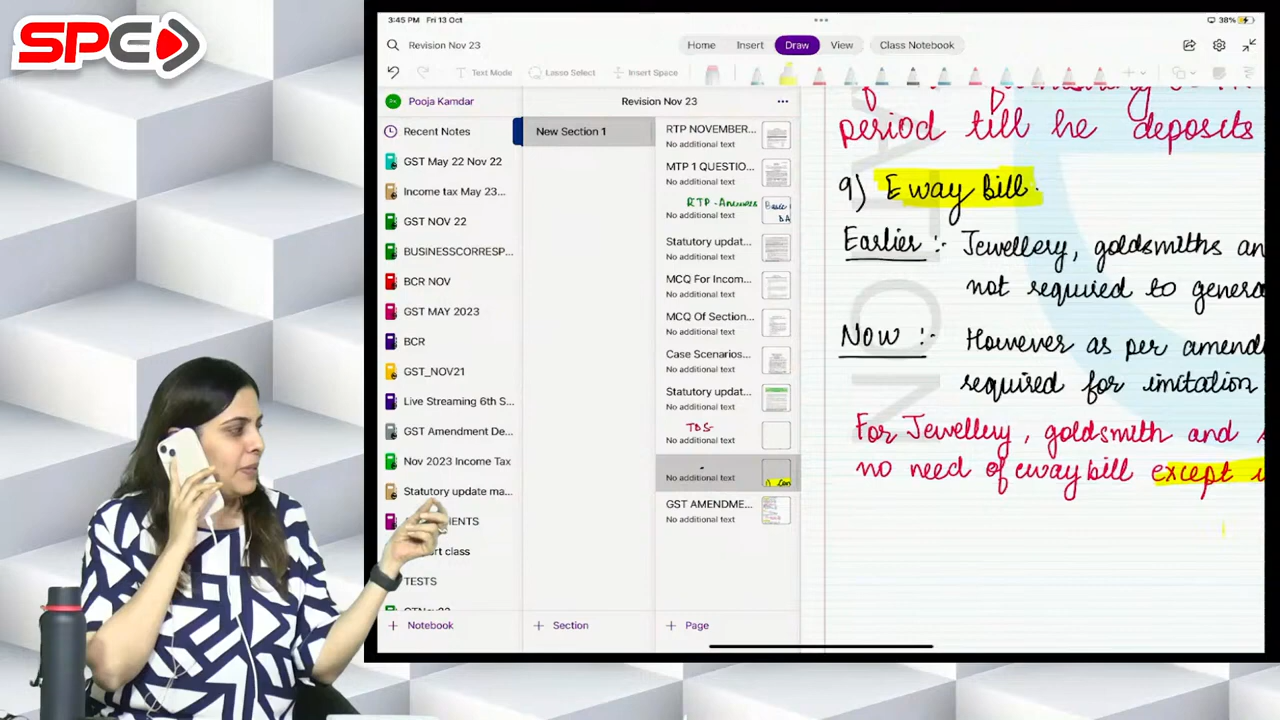 SPE
3:45 PM Fri 13 Oct
38%
Revision Nov 23
Home Insert Draw View Class Notebook
Text Mode Lasso Select Insert Space
Pooja Kamdar
Recent Notes
GST May 22 Nov 22
Income tax May 23...
GST NOV 22
BUSINESSCORRESP...
BCR NOV
GST MAY 2023
BCR
GST_NOV21
Live Streaming 6th S...
GST Amendment De...
Nov 2023 Income Tax
Statutory update ma...
class
TESTS
+ Notebook
New Section 1
+ Section
Revision Nov 23
RTP NOVEMBER...
No additional text
MTP 1 QUESTIO...
No additional text
RTP-Answers
No additional text
Statutory updat...
No additional text
MCQ For Incom...
No additional text
MCQ Of Section...
No additional text
Case Scenarios...
No additional text
Statutory updat...
No additional text
TDS
No additional text
No additional text
GST AMENDME...
No additional text
+ Page
period till he deposits
9) E way Bill.
Earlier :- Jewellery, goldsmiths an
not required to genera
Now :- However as per amend
required for imitation
For Jewellery, goldsmith and s
no need of eway bill except i